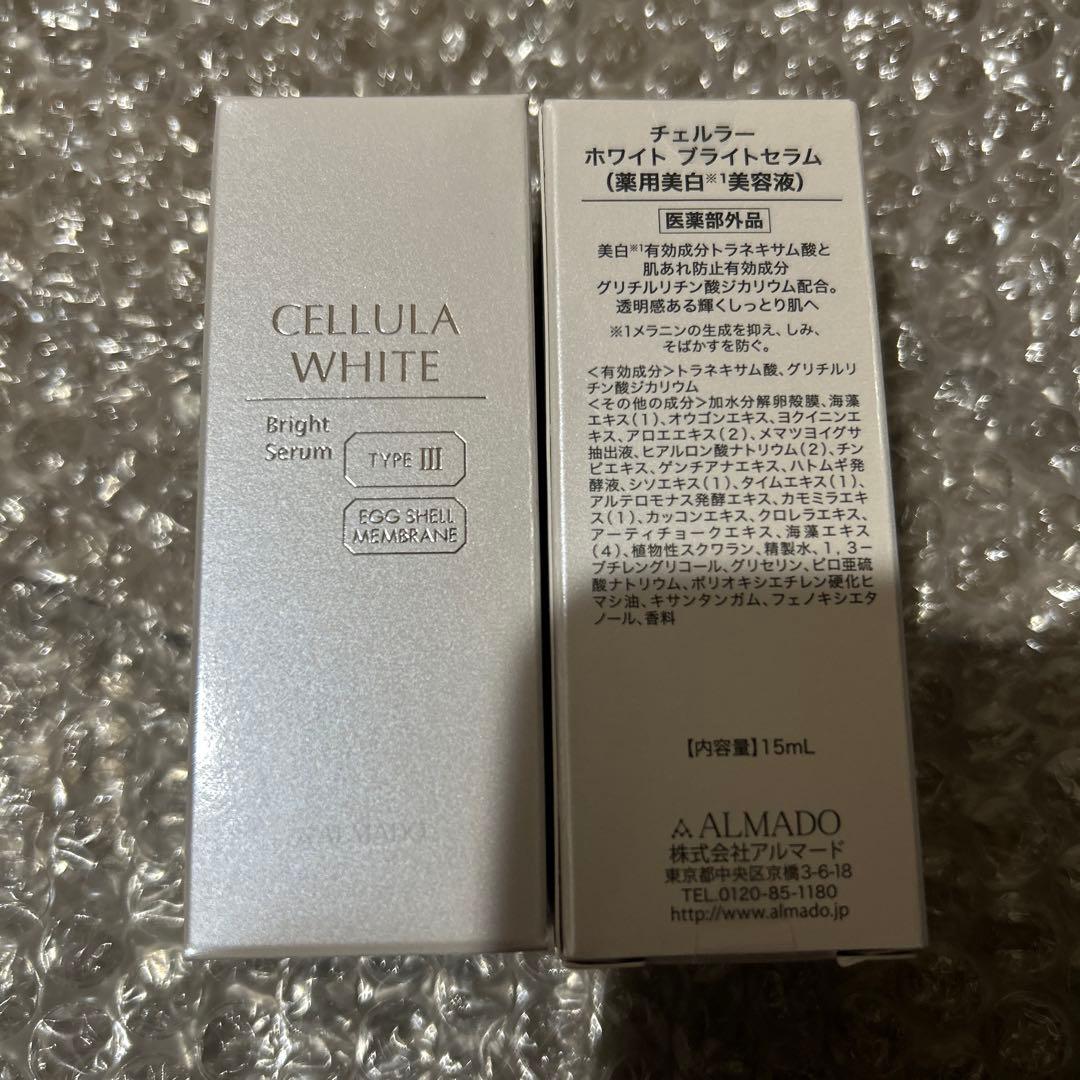 CELLULA
WHITE
Bright
Serum
TYPE III
EGG SHELL
MEMBRANE
ALMADO
チェルラー
ホワイト ブライトセラム
(薬用美白※1美容液)
医薬部外品
美白※1有効成分トラネキサム酸と
肌あれ防止有効成分
グリチルリチン酸ジカリウム配合。
透明感ある輝くしっとり肌へ
※1メラニンの生成を抑え、しみ、
そばかすを防ぐ。
<有効成分>トラネキサム酸、グリチルリ
チン酸ジカリウム
<その他の成分>加水分解卵殻膜、海藻
エキス(1)、オウゴンエキス、ヨクイニンエ
キス、アロエエキス(2)、メマツヨイグサ
抽出液、ヒアルロン酸ナトリウム(2)、チン
ピエキス、ゲンチアナエキス、ハトムギ発
酵液、シソエキス(1)、タイムエキス(1)、
アルテロモナス発酵エキス、カモミラエキ
ス(1)、カッコンエキス、クロレラエキス、
アーティチョークエキス、海藻エキス
(4)、植物性スクワラン、精製水、1，3－
ブチレングリコール、グリセリン、ピロ亜硫
酸ナトリウム、ポリオキシエチレン硬化ヒ
マシ油、キサンタンガム、フェノキシエタ
ノール、香料
【内容量】15mL
ALMADO
株式会社アルマード
東京都中央区京橋3-6-18
TEL.0120-85-1180
http://www.almado.jp